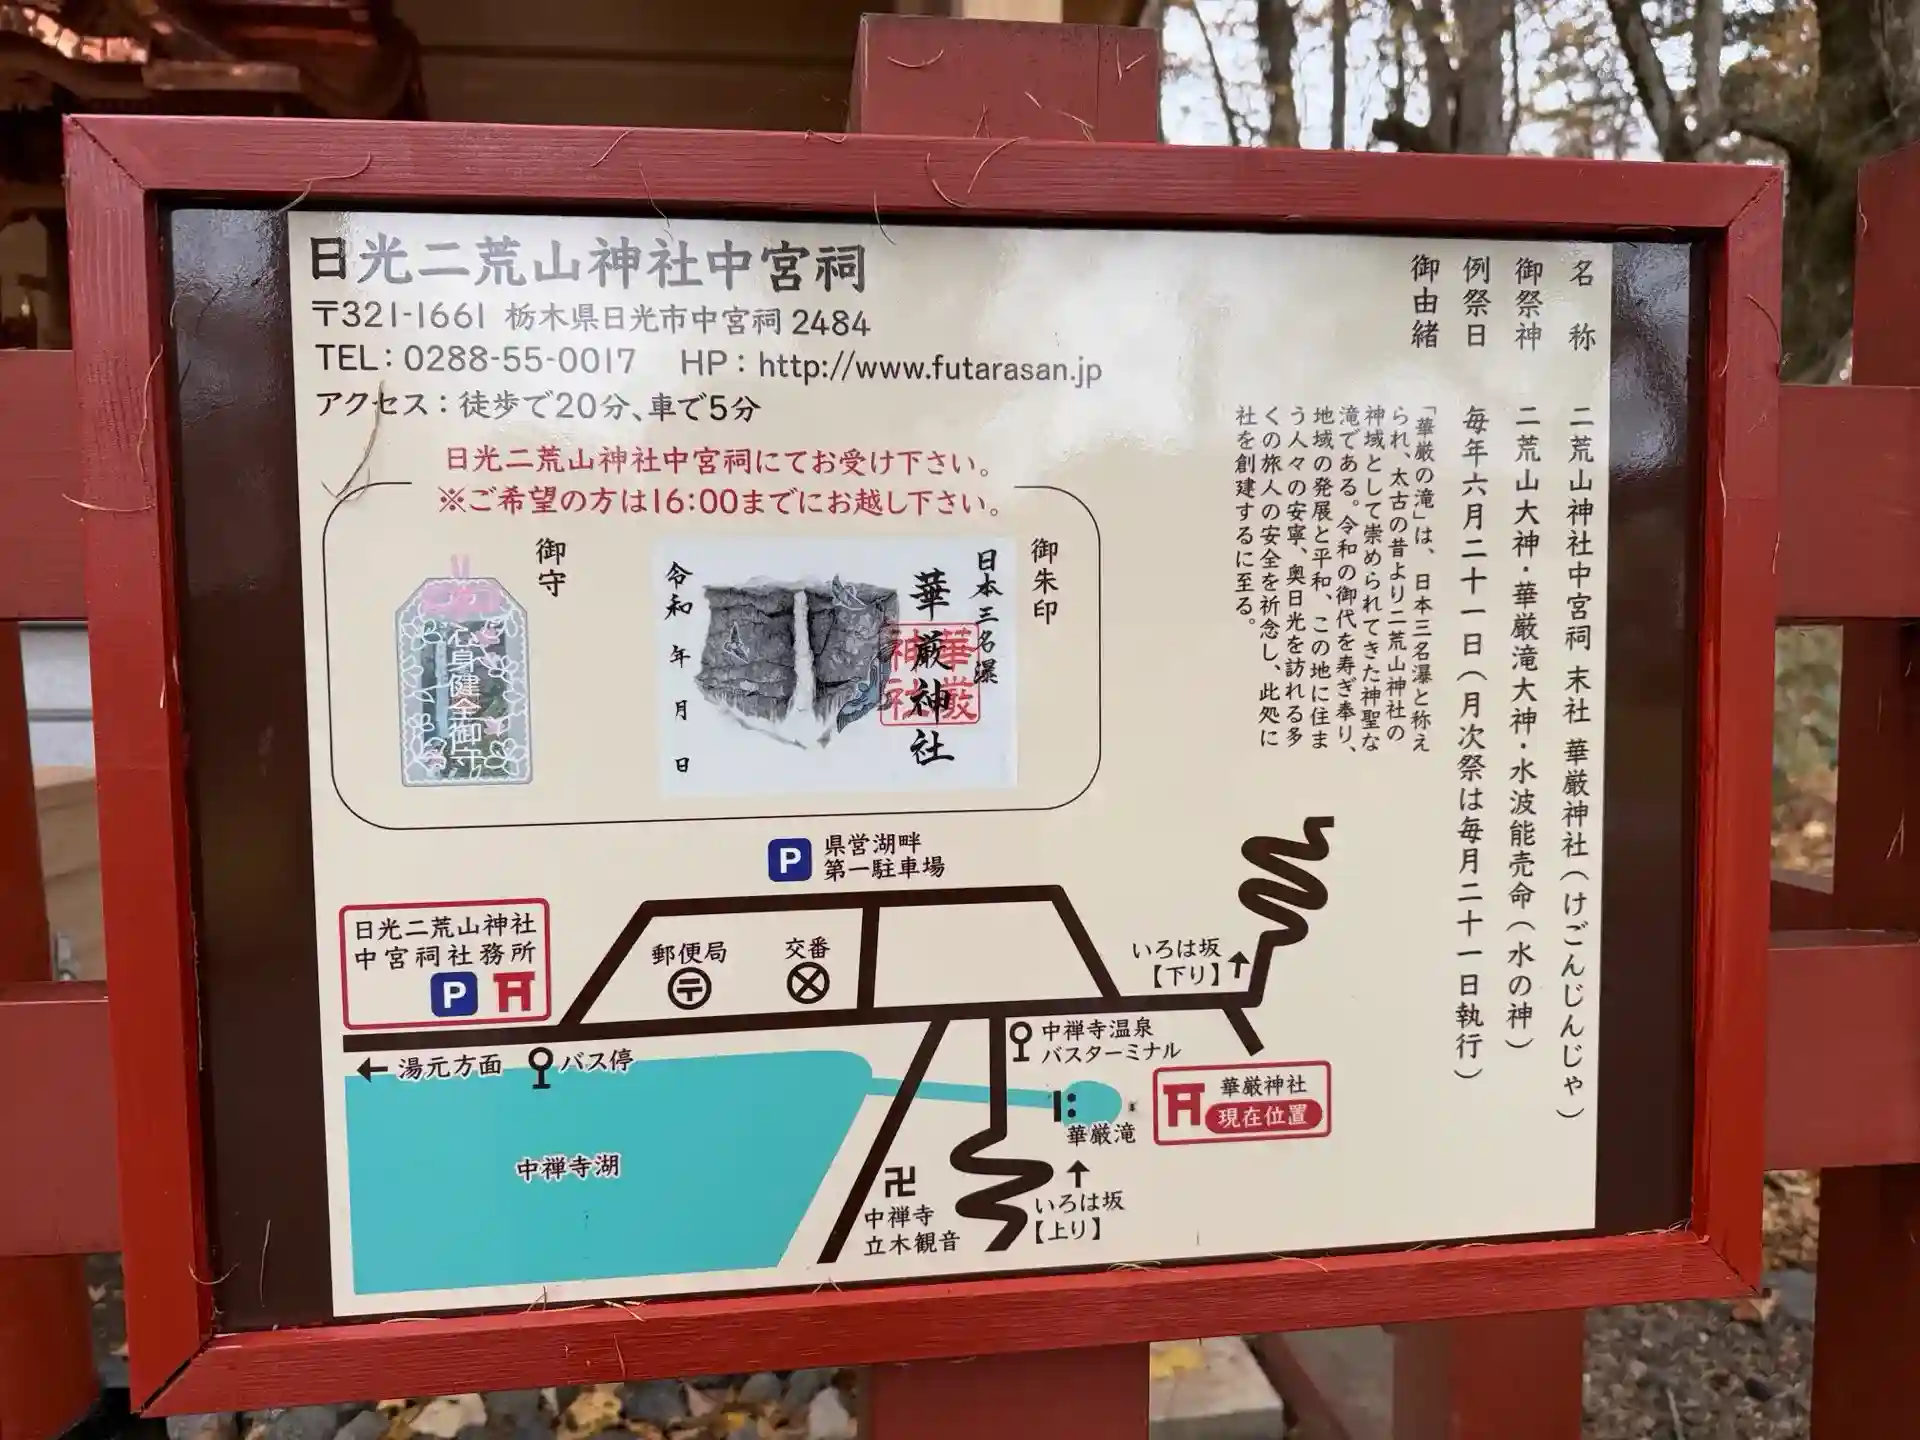 日光二荒山神社中宮祠
〒321-1661 栃木県日光市中宮祠 2484
TEL：0288-55-0017 HP：http://www.futarasan.jp
アクセス：徒歩で20分、車で5分
日光二荒山神社中宮祠にてお受け下さい。
※ご希望の方は16:00までにお越し下さい。
御朱印
日本三名瀑
華厳神社
華厳
神社
令和 年 月 日
御守
心身健全御守
名称 二荒山神社中宮祠 末社 華厳神社(けごんじんじゃ)
御祭神 二荒山大神・華厳滝大神・水波能売命(水の神)
例祭日 毎年六月二十一日(月次祭は毎月二十一日執行)
御由緒
「華厳の滝」は、日本三名瀑と称え
られ、太古の昔より二荒山神社の
神域として崇められてきた神聖な
滝である。令和の御代を寿ぎ奉り、
地域の発展と平和、この地に住ま
う人々の安寧、奥日光を訪れる多
くの旅人の安全を祈念し、此処に
社を創建するに至る。
P
県営湖畔
第一駐車場
日光二荒山神社
中宮祠社務所
P
郵便局
〒
交番
いろは坂
【下り】↑
←湯元方面
バス停
中禅寺温泉
バスターミナル
華厳神社
現在位置
華厳滝
中禅寺湖
卍
中禅寺
立木観音
↑
いろは坂
【上り】